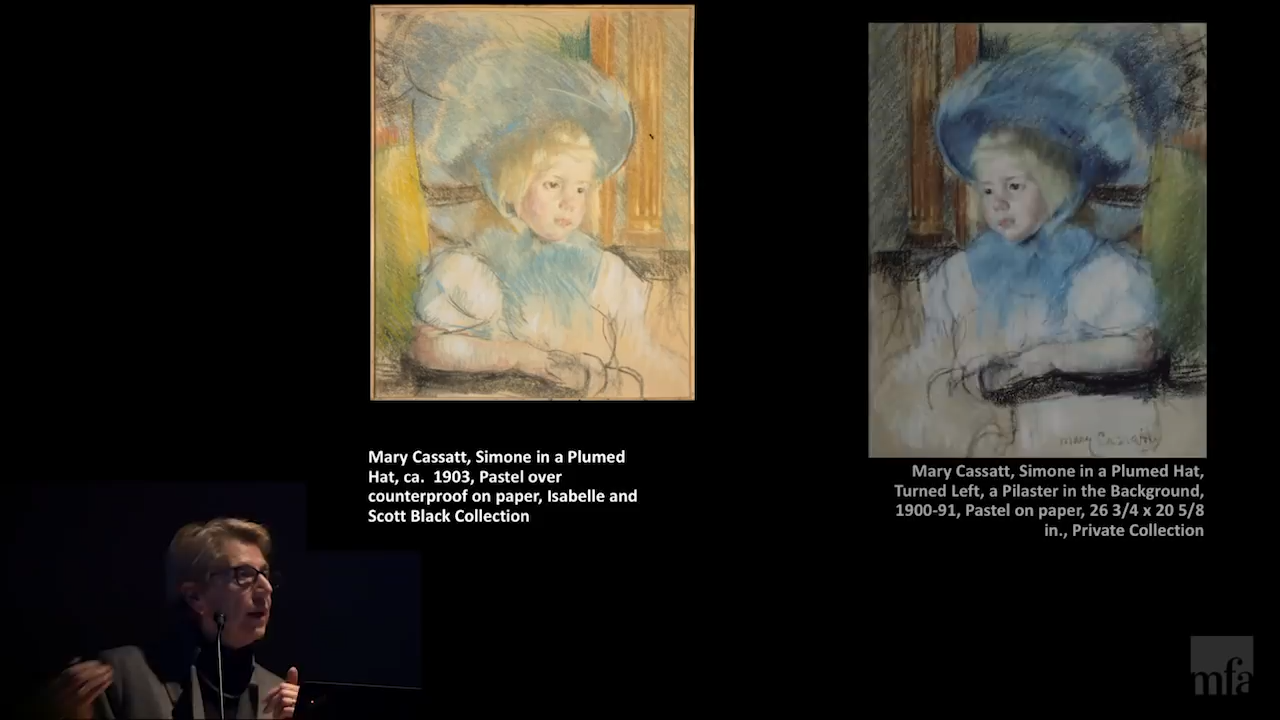 Mary Cassatt, Simone in a Plumed
Hat, ca. 1903, Pastel over
counterproof on paper, Isabelle and
Scott Black Collection
Mary Cassatt
Mary Cassatt, Simone in a Plumed Hat,
Turned Left, a Pilaster in the Background,
1900-91, Pastel on paper, 26 3/4 x 20 5/8
in., Private Collection
mfa